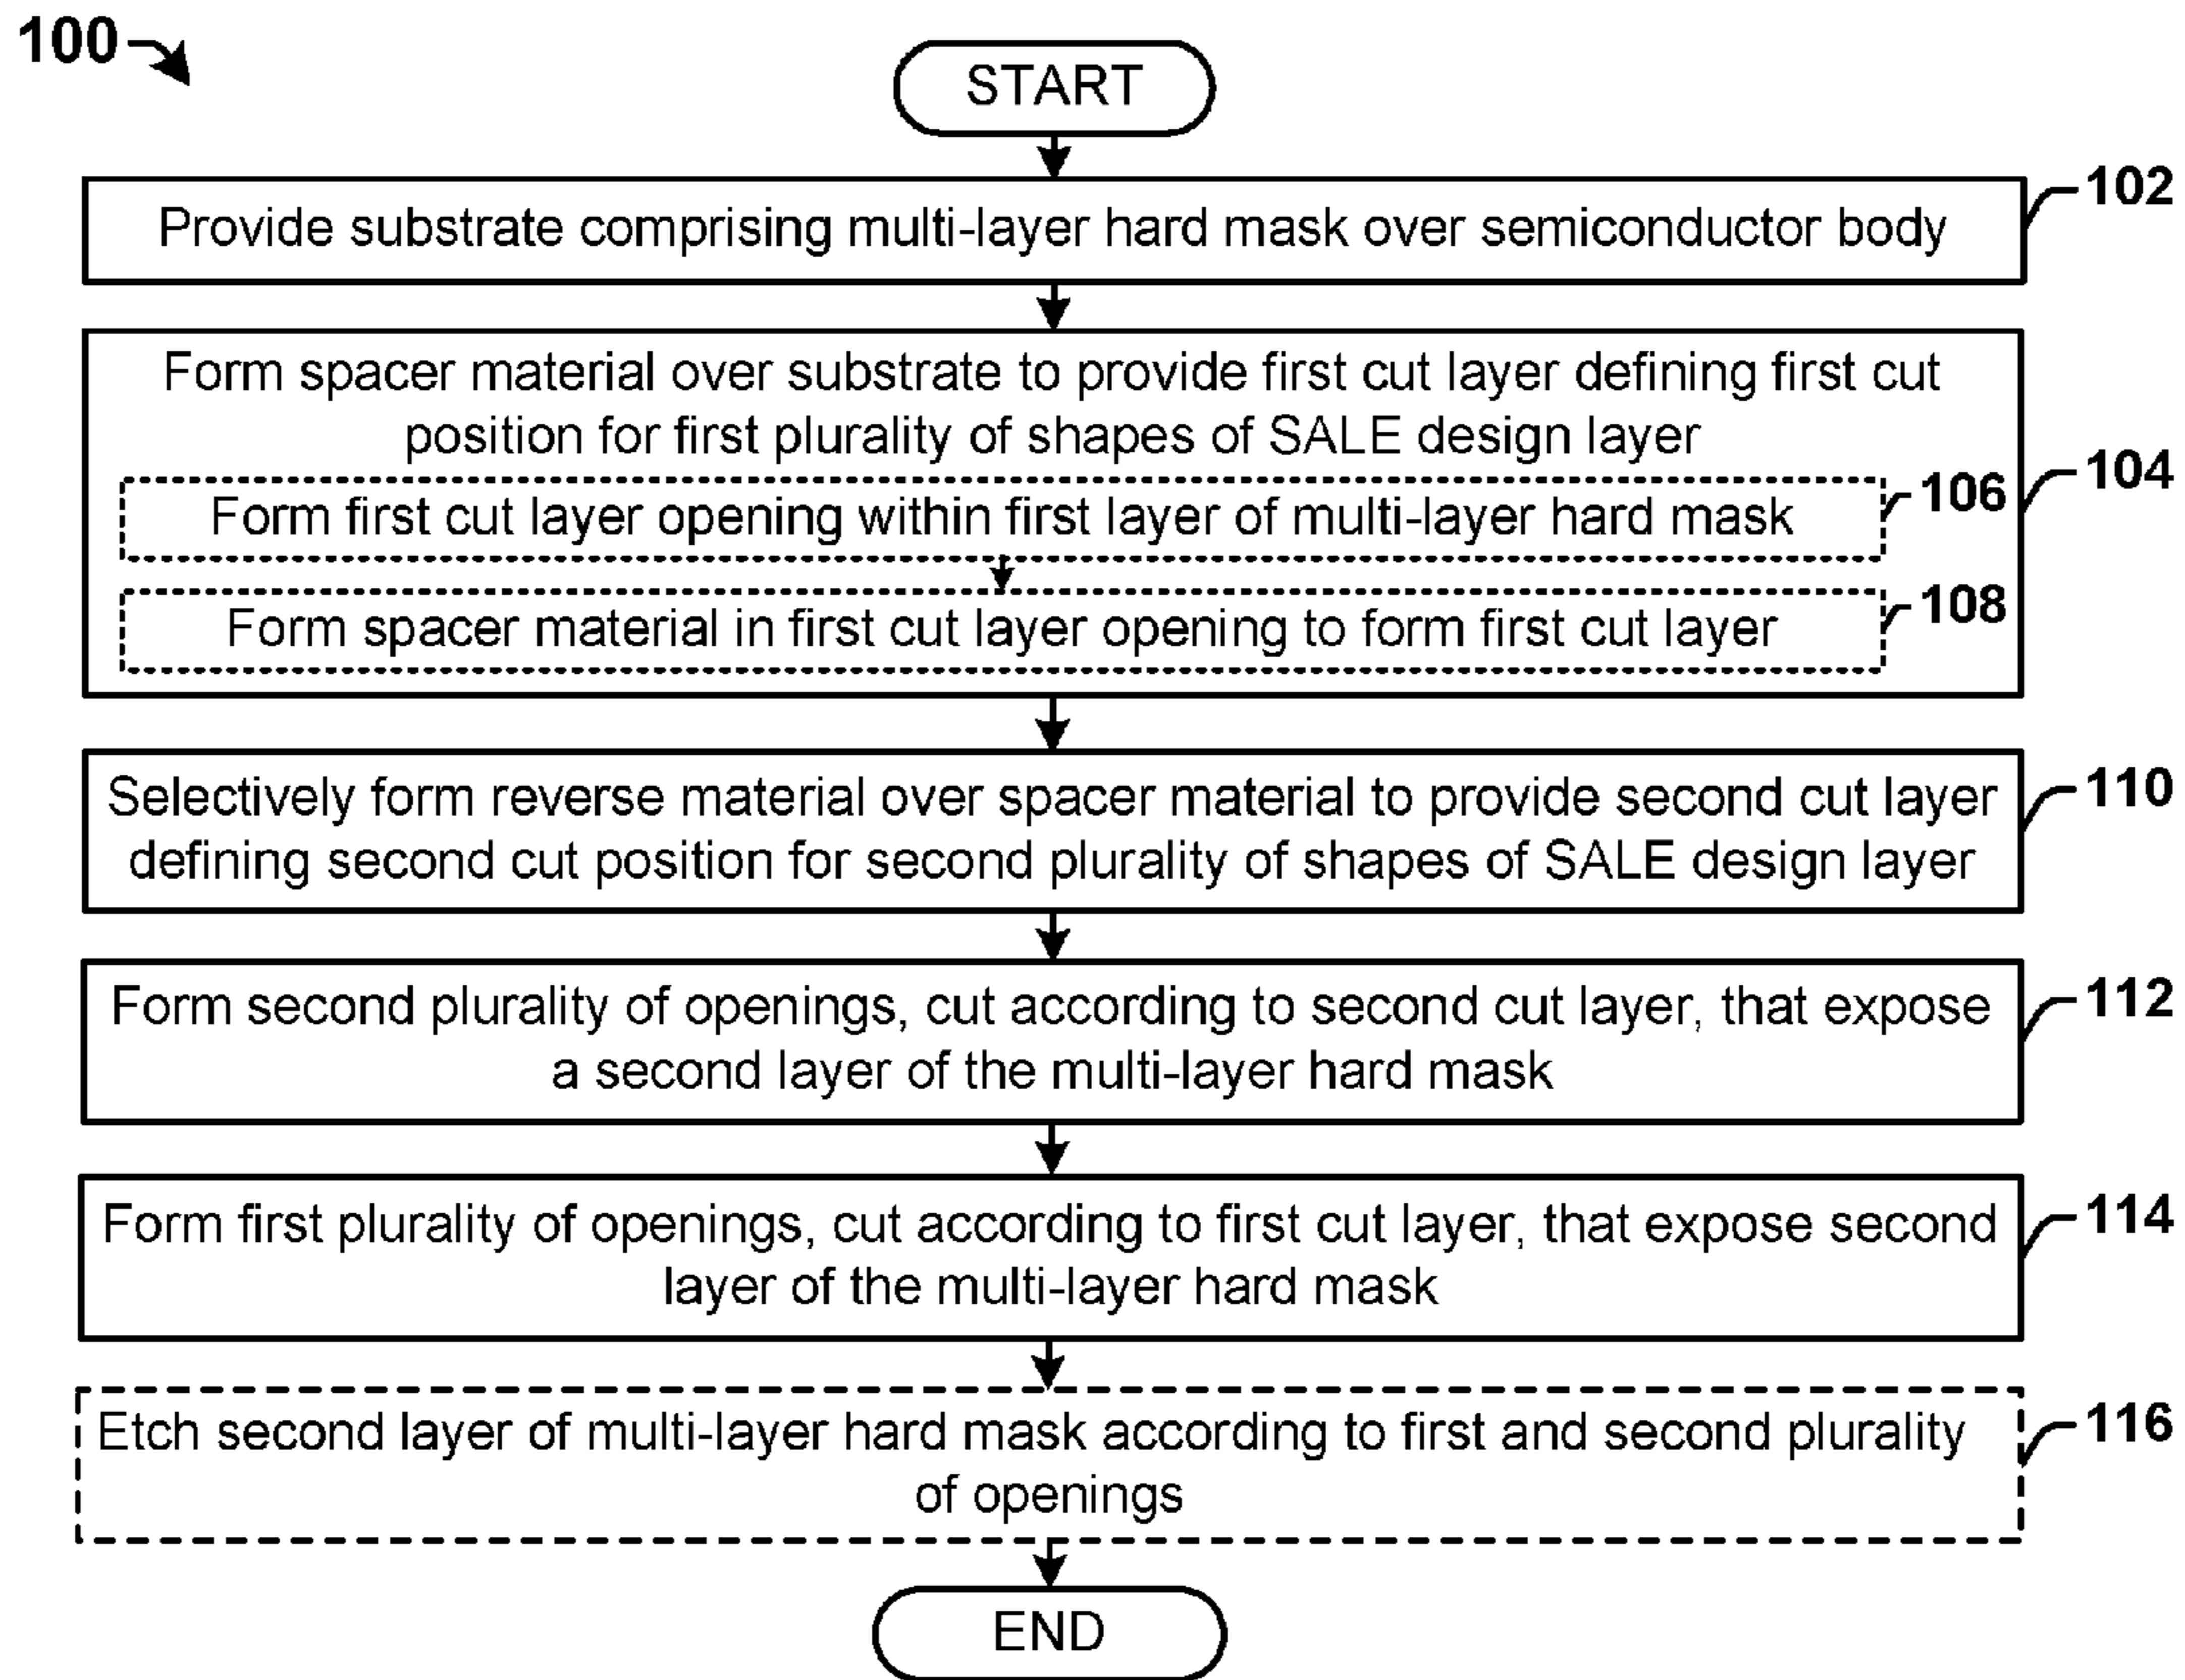 100
START
Provide substrate comprising multi-layer hard mask over semiconductor body
102
Form spacer material over substrate to provide first cut layer defining first cut
position for first plurality of shapes of SALE design layer
104
Form first cut layer opening within first layer of multi-layer hard mask
106
Form spacer material in first cut layer opening to form first cut layer
108
Selectively form reverse material over spacer material to provide second cut layer
defining second cut position for second plurality of shapes of SALE design layer
110
Form second plurality of openings, cut according to second cut layer, that expose
a second layer of the multi-layer hard mask
112
Form first plurality of openings, cut according to first cut layer, that expose second
layer of the multi-layer hard mask
114
Etch second layer of multi-layer hard mask according to first and second plurality
of openings
116
END